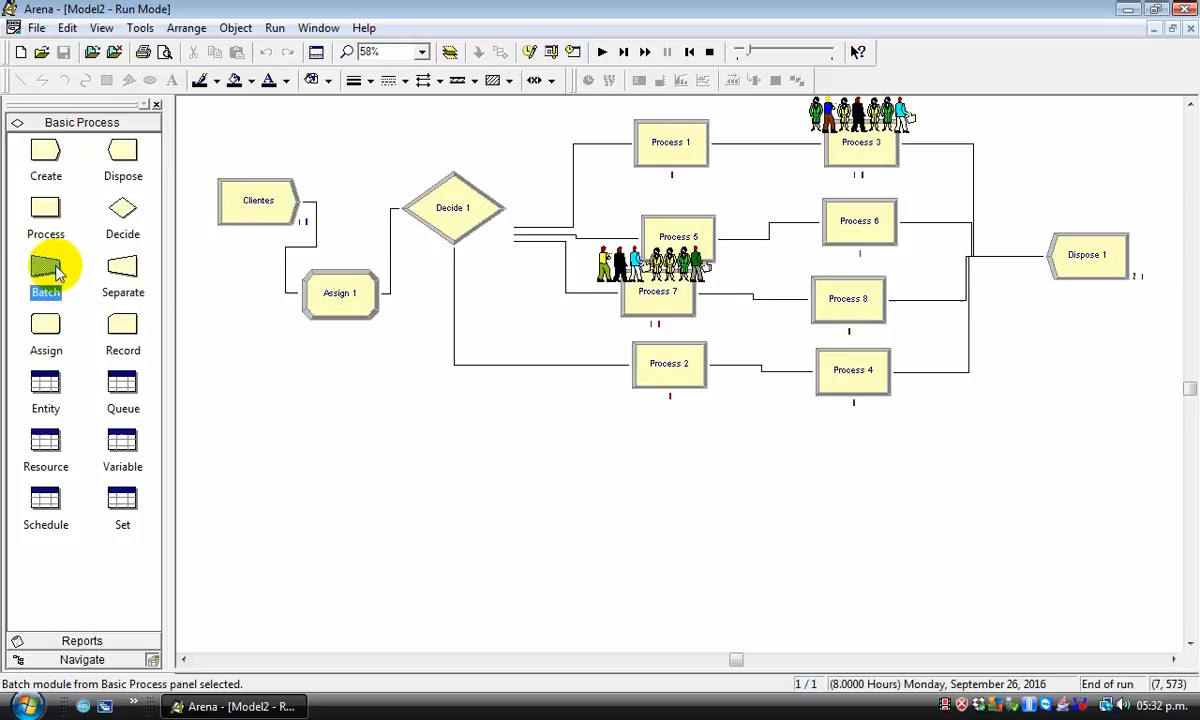 Arena - [Model2 - Run Mode]
File Edit View Tools Arrange Object Run Window Help
58%
Basic Process
Create Dispose
Process Decide
Batch Separate
Assign Record
Entity Queue
Resource Variable
Schedule Set
Reports
Navigate
Clientes
Assign 1
Decide 1
Process 1
Process 3
Process 5
Process 6
Process 7
Process 8
Process 2
Process 4
Dispose 1
Batch module from Basic Process panel selected.
1 / 1 (8.0000 Hours) Monday, September 26, 2016 End of run (7, 573)
Arena - [Model2 - R... 05:32 p.m.